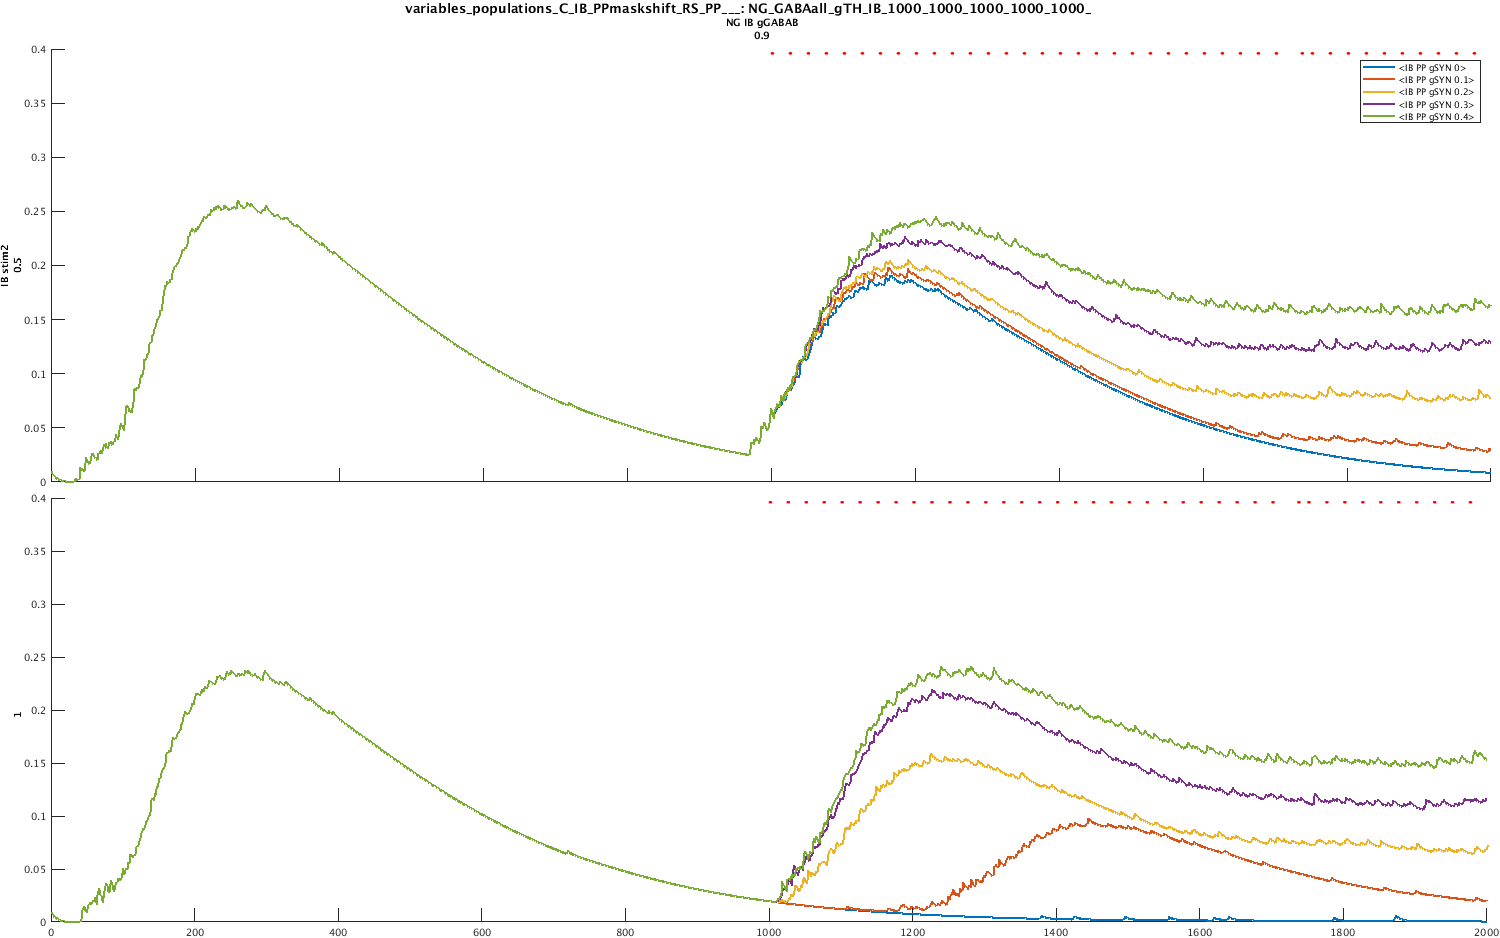 variables_populations_C_IB_PPmaskshift_RS_PP___: NG_GABAall_gTH_IB_1000_1000_1000_1000_1000_
NG IB gGABAB
0.9
0.4
0.35
0.3
0.25
0.2
0.15
0.1
0.05
0
IB stim2
0.5
<IB PP gSYN 0>
<IB PP gSYN 0.1>
<IB PP gSYN 0.2>
<IB PP gSYN 0.3>
<IB PP gSYN 0.4>
0.4
0.35
0.3
0.25
0.2
0.15
0.1
0.05
0
1
0 200 400 600 800 1000 1200 1400 1600 1800 2000